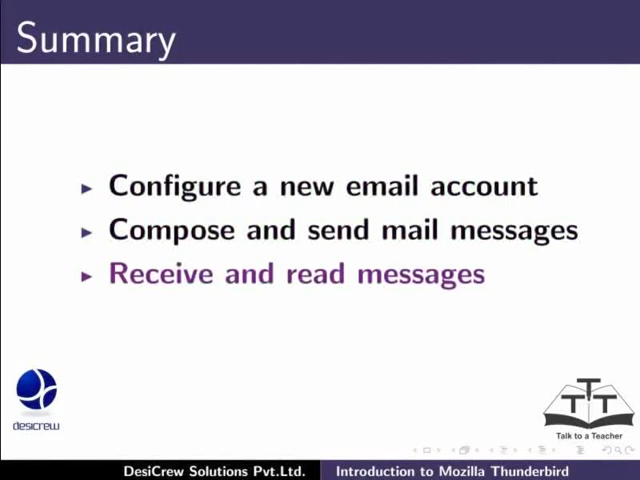 Summary
Configure a new email account
Compose and send mail messages
Receive and read messages
desicrew
TTT
Talk to a Teacher
DesiCrew Solutions Pvt.Ltd. Introduction to Mozilla Thunderbird